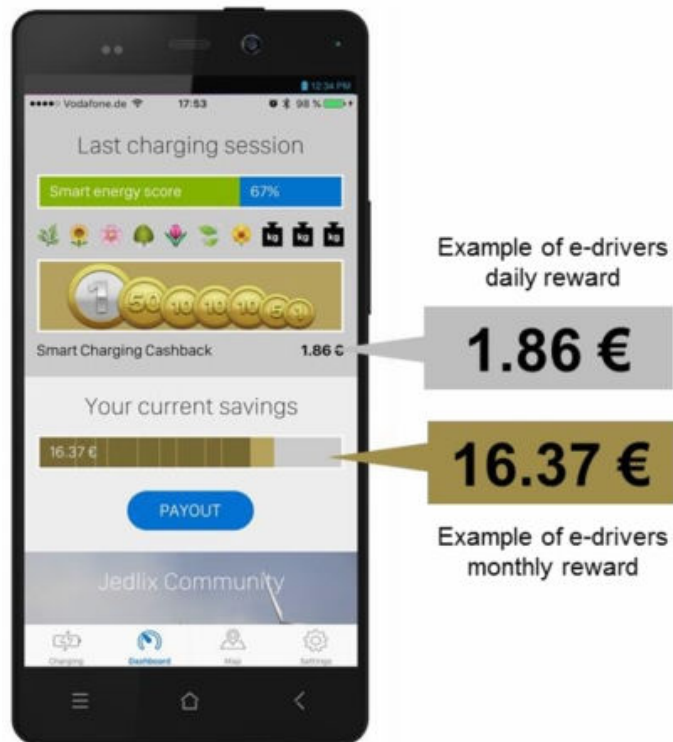 12:34 PM
Vodafone.de 17:53 98 %
Last charging session
Smart energy score 67%
kg kg kg
1 50 10 10 10 5 1
Smart Charging Cashback 1.86 €
Your current savings
16.37 €
PAYOUT
Jedlix Community
Charging Dashboard Map Settings
Example of e-drivers
daily reward
1.86 €
16.37 €
Example of e-drivers
monthly reward